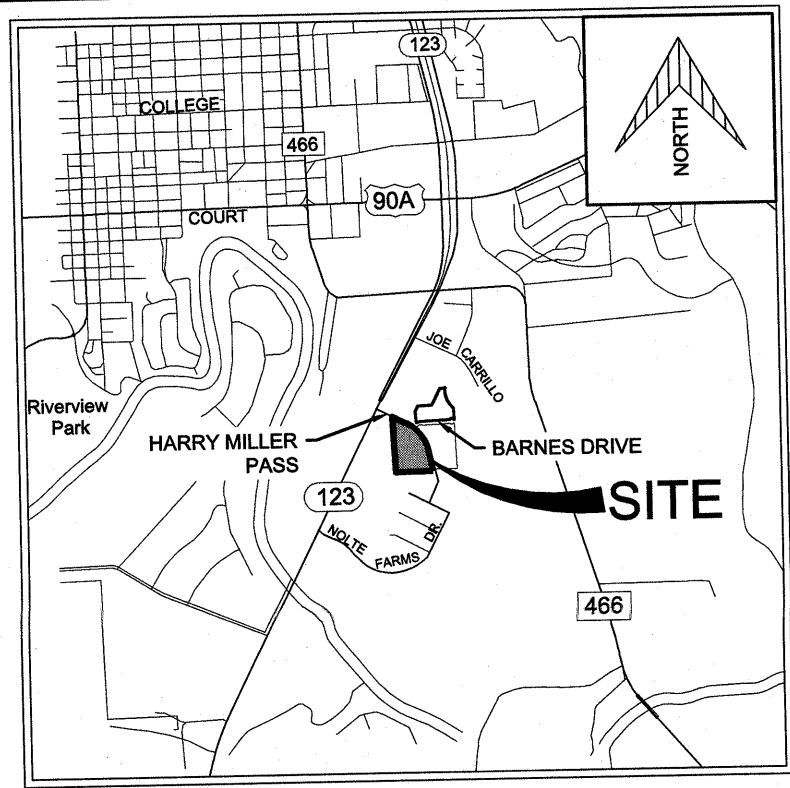 123
NORTH
COLLEGE
466
90A
COURT
JOE CARRILLO
Riverview
Park
HARRY MILLER
PASS
BARNES DRIVE
123
SITE
NOLTE FARMS DR.
466